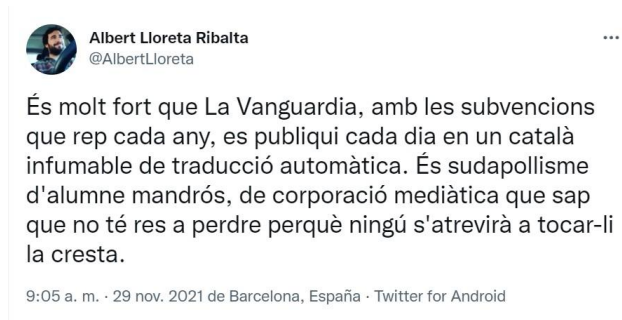 Albert Lloreta Ribalta
@AlbertLloreta
És molt fort que La Vanguardia, amb les subvencions
que rep cada any, es publiqui cada dia en un català
infumable de traducció automàtica. És sudapollisme
d'alumne mandrós, de corporació mediàtica que sap
que no té res a perdre perquè ningú s'atrevirà a tocar-li
la cresta.
9:05 a. m. · 29 nov. 2021 de Barcelona, España · Twitter for Android